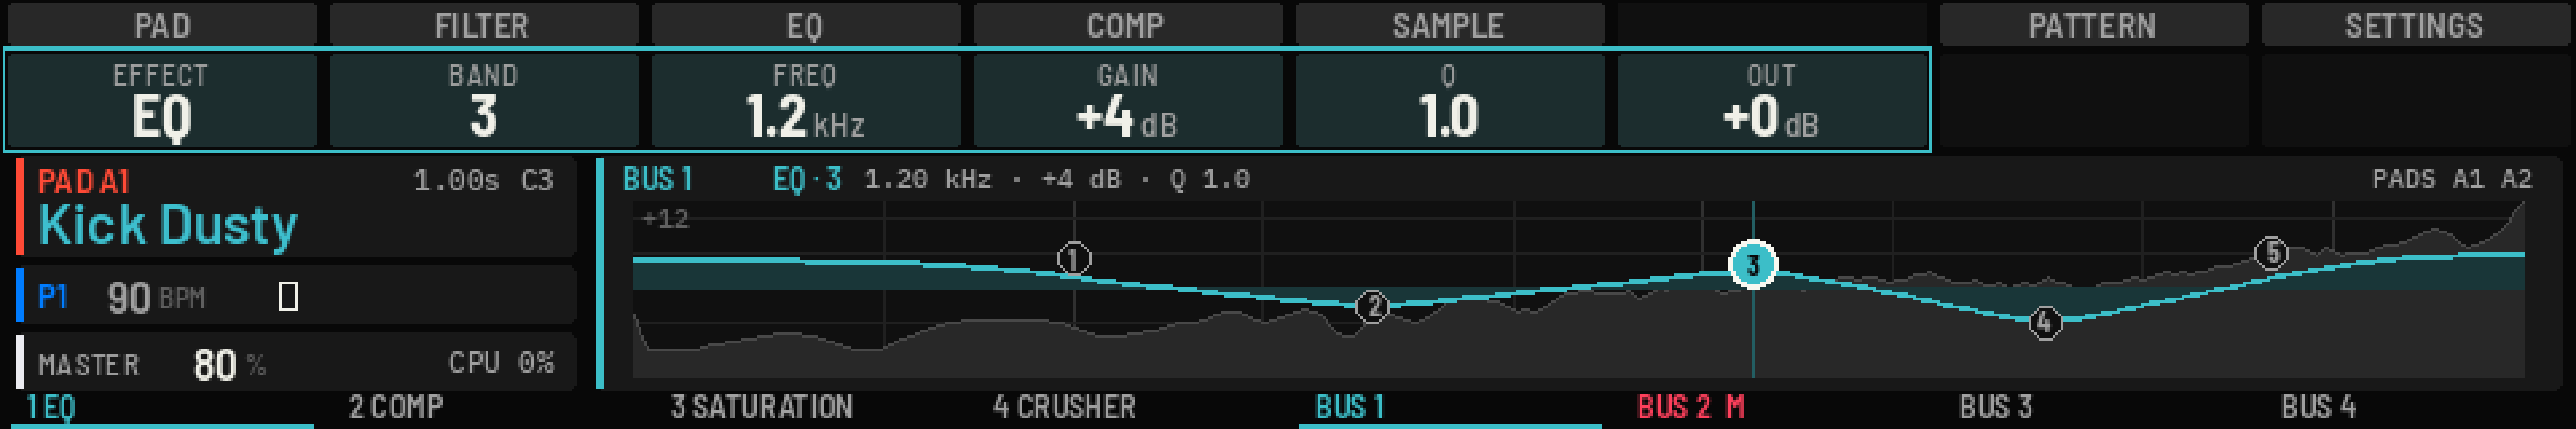 PAD FILTER EQ COMP SAMPLE PATTERN SETTINGS
EFFECT BAND FREQ GAIN Q OUT
EQ 3 1.2 kHz +4 dB 1.0 +0 dB
PAD A1 1.00s C3
Kick Dusty
P1 90 BPM
MASTER 80 % CPU 0%
BUS 1 EQ · 3 1.20 kHz · +4 dB · Q 1.0 PADS A1 A2
+12
1 2 3 4 5
1 EQ 2 COMP 3 SATURATION 4 CRUSHER BUS 1 BUS 2 M BUS 3 BUS 4